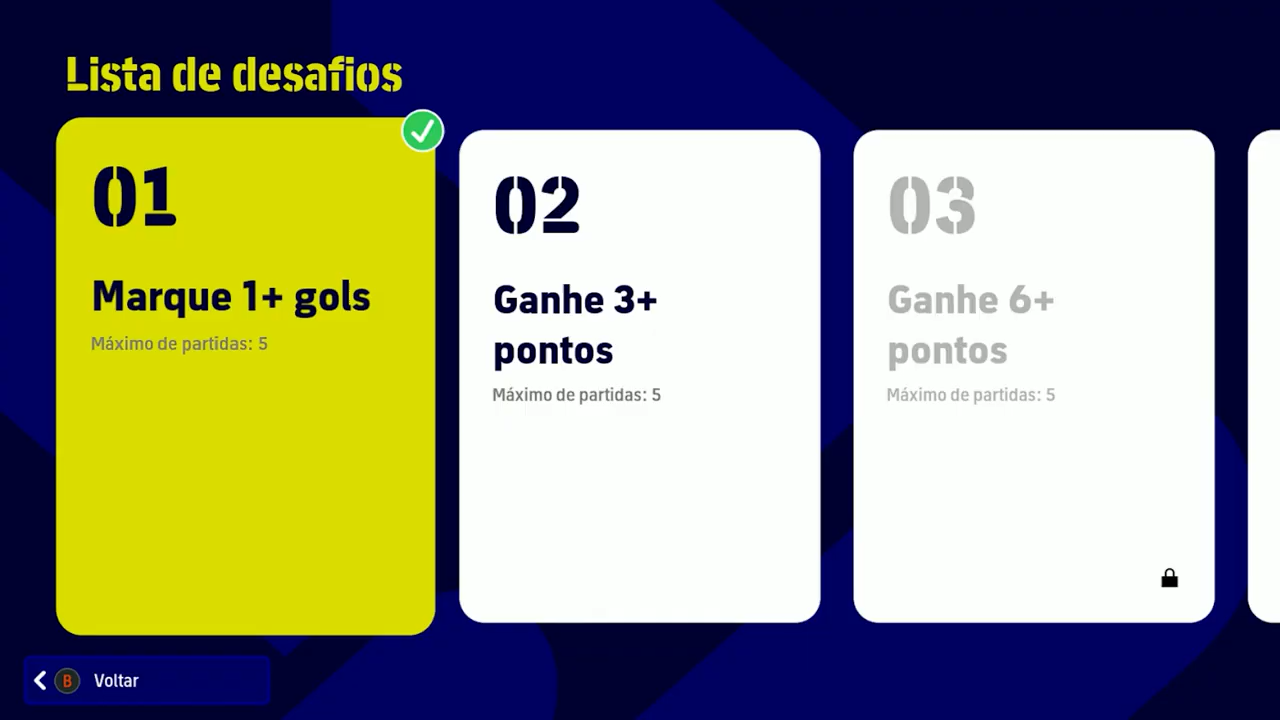 Lista de desafios
01
Marque 1+ gols
Máximo de partidas: 5
02
Ganhe 3+
pontos
Máximo de partidas: 5
03
Ganhe 6+
pontos
Máximo de partidas: 5
B Voltar